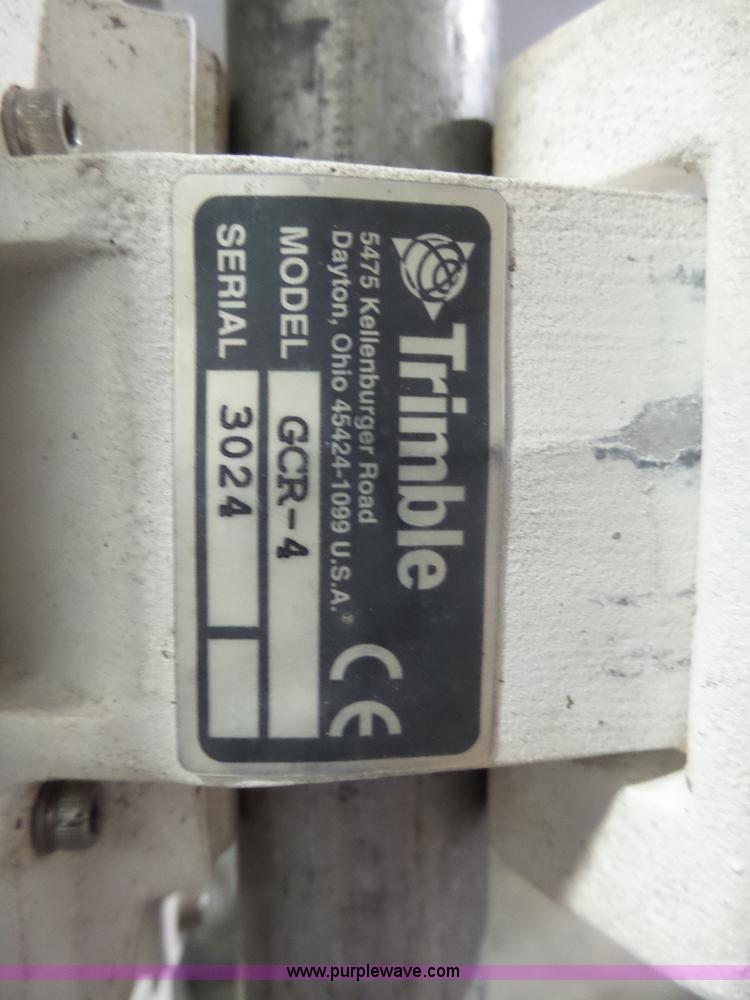 Trimble
5475 Kellenburger Road
Dayton, Ohio 45424-1099 U.S.A.
CE
MODEL GCR-4
SERIAL 3024
www.purplewave.com